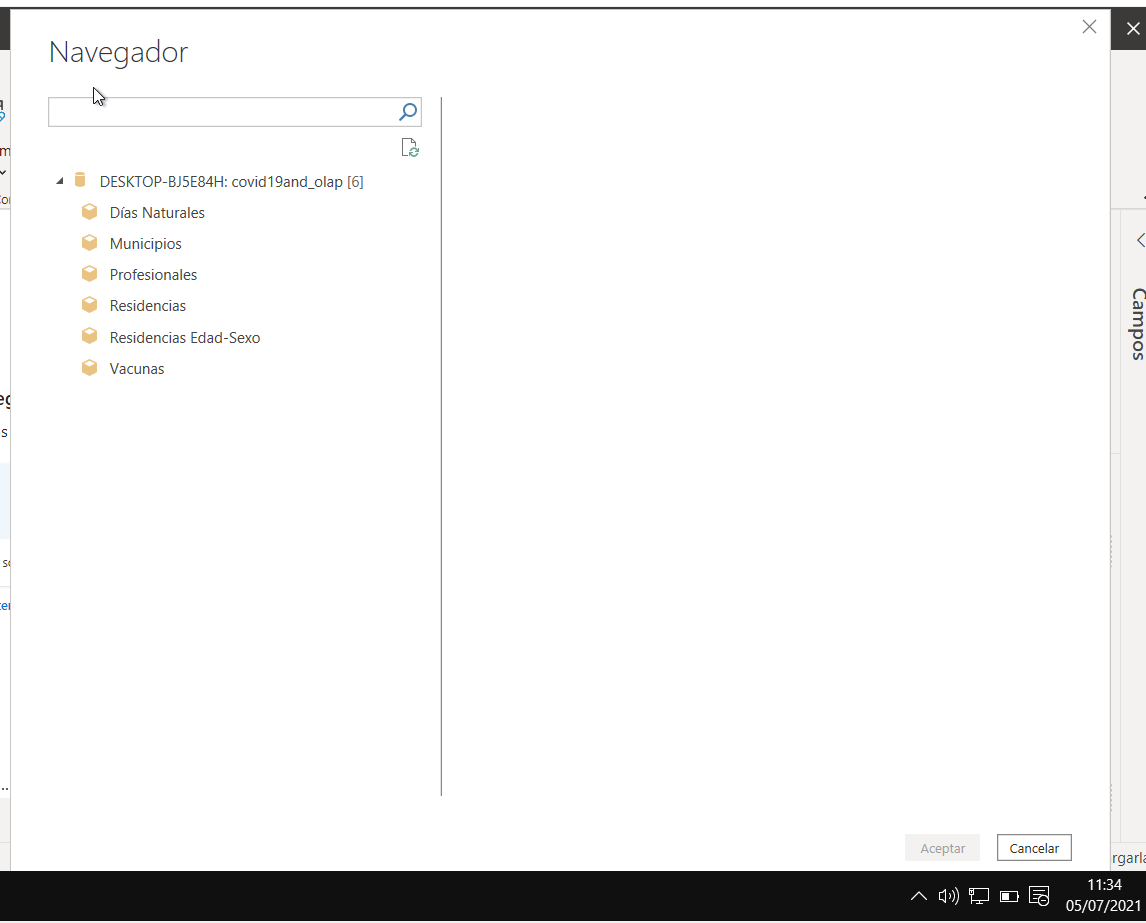 Navegador
DESKTOP-BJ5E84H: covid19and_olap [6]
Días Naturales
Municipios
Profesionales
Residencias
Residencias Edad-Sexo
Vacunas
Campos
Aceptar
Cancelar
11:34
05/07/2021